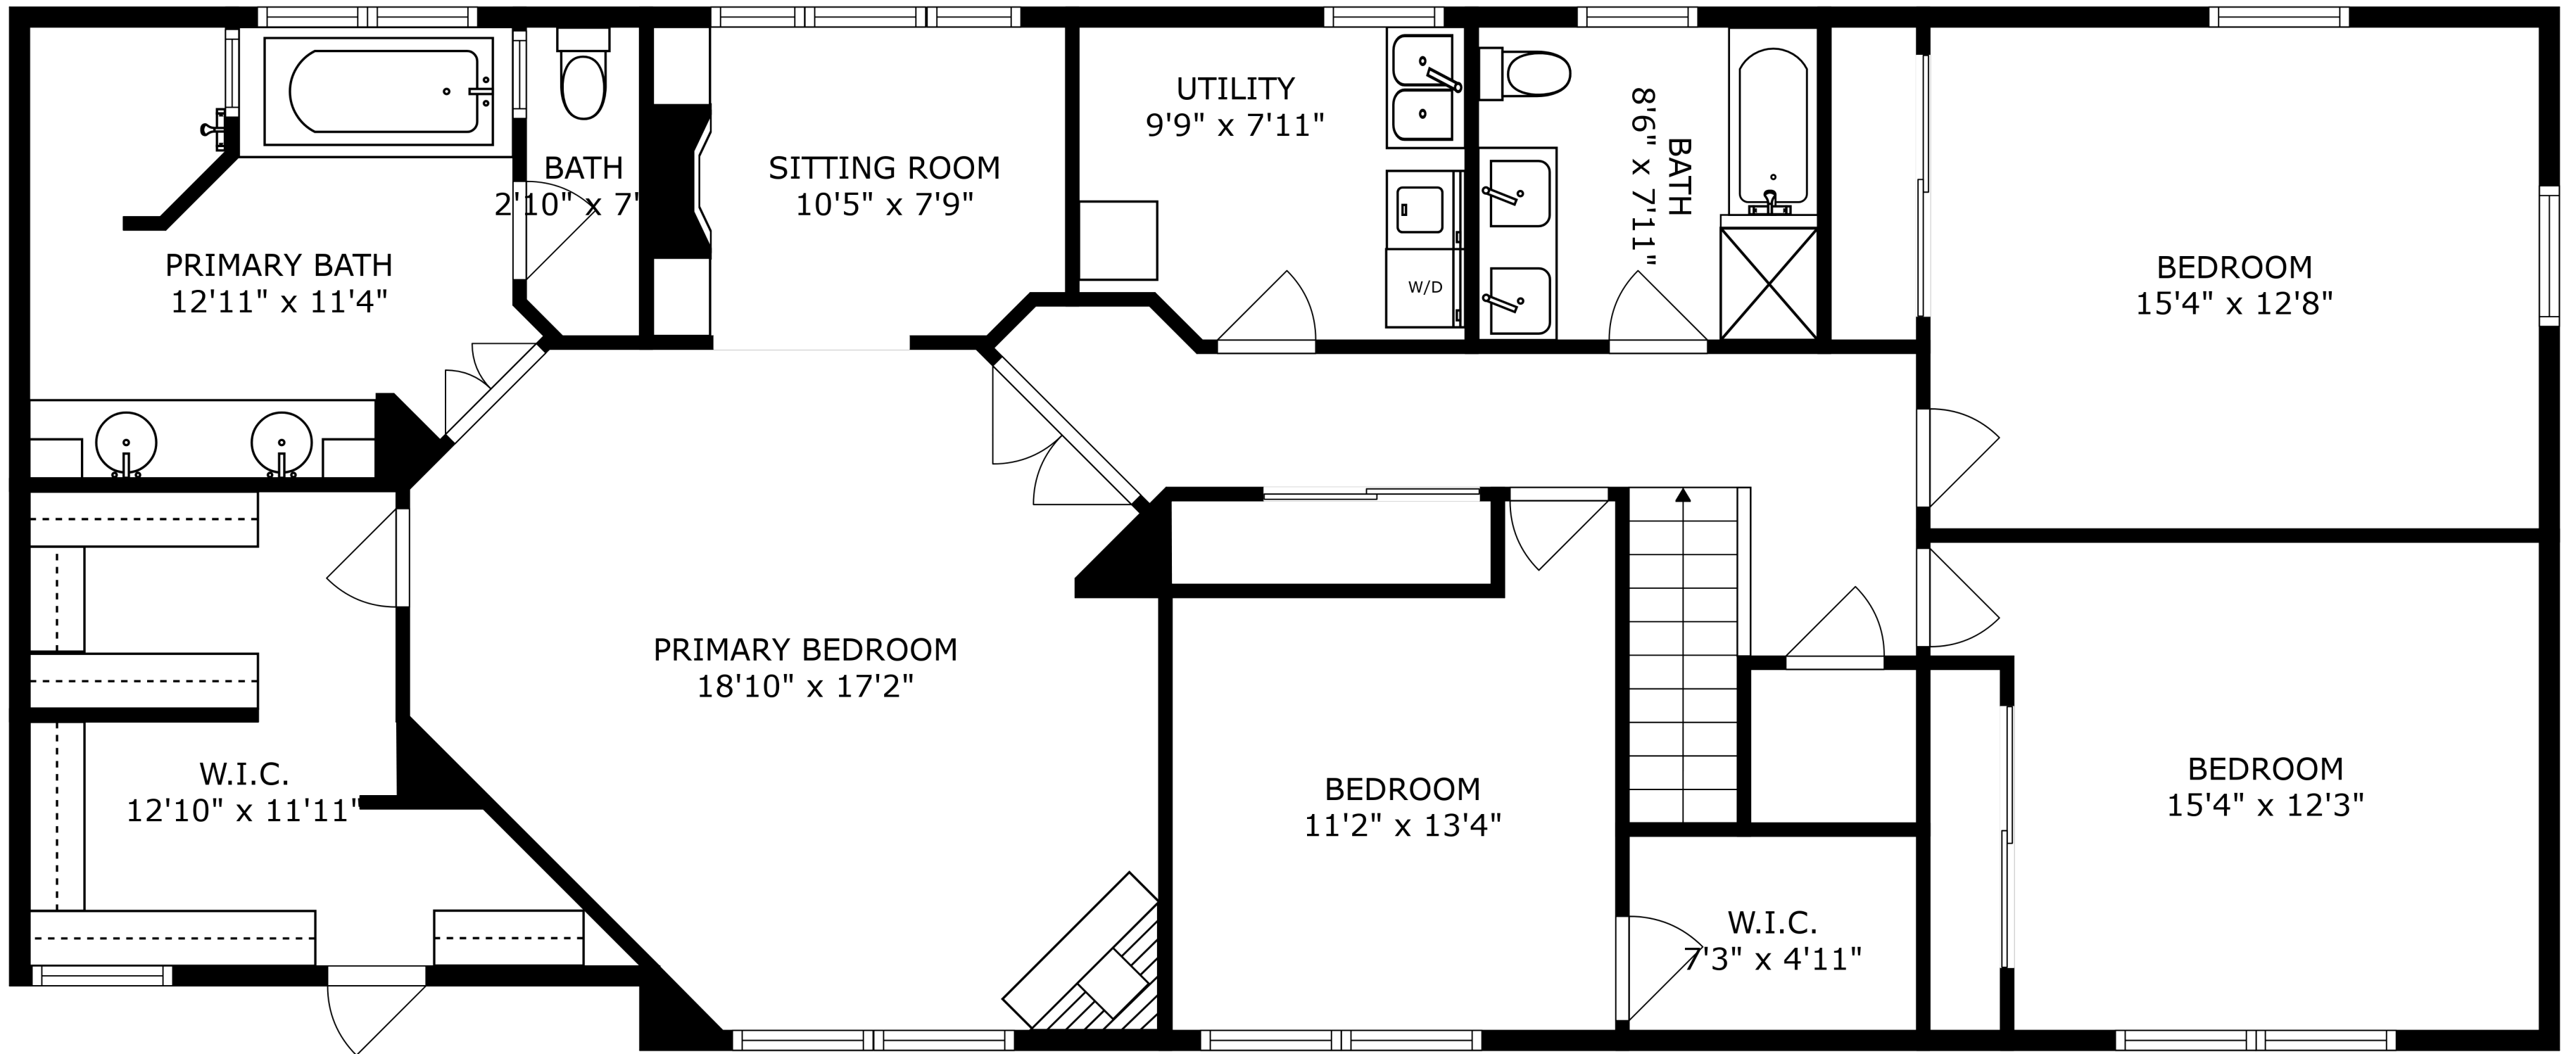 UTILITY
9'9" x 7'11"
BATH
8'6" x 7'11"
BATH
2'10" x 7'
SITTING ROOM
10'5" x 7'9"
PRIMARY BATH
12'11" x 11'4"
BEDROOM
15'4" x 12'8"
W/D
PRIMARY BEDROOM
18'10" x 17'2"
W.I.C.
12'10" x 11'11"
BEDROOM
11'2" x 13'4"
BEDROOM
15'4" x 12'3"
W.I.C.
7'3" x 4'11"